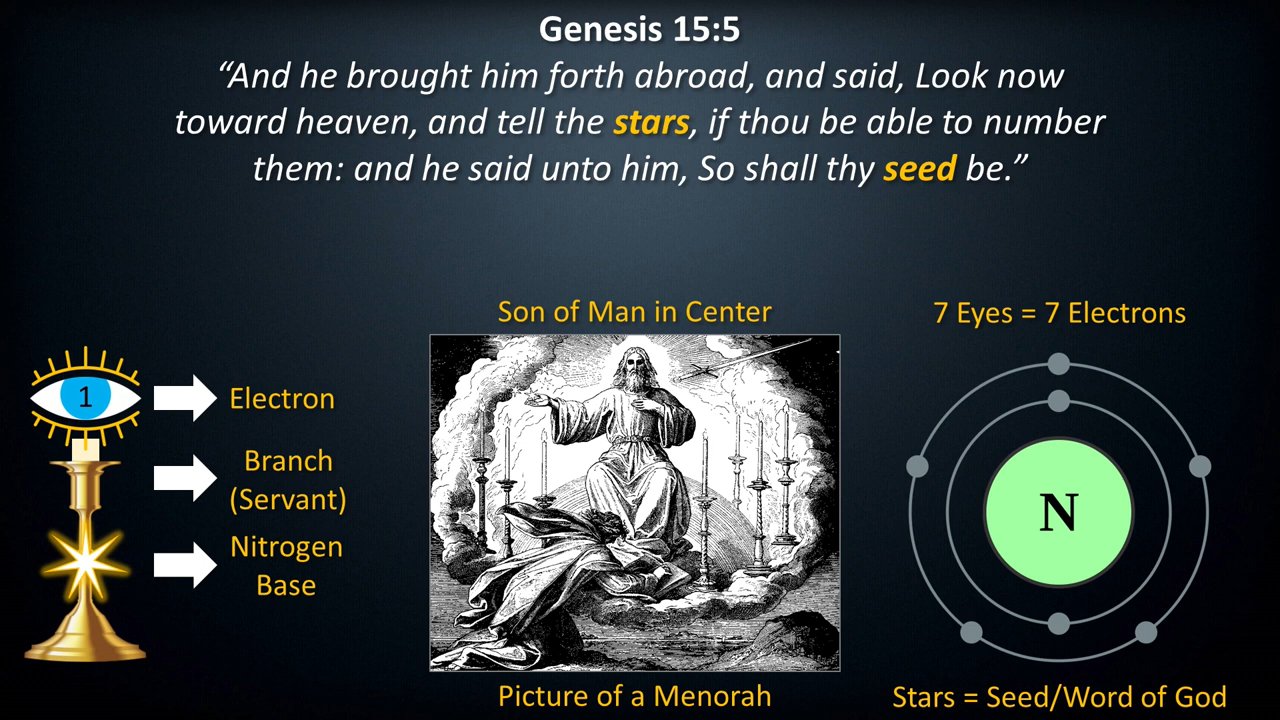 Genesis 15:5
“And he brought him forth abroad, and said, Look now
toward heaven, and tell the stars, if thou be able to number
them: and he said unto him, So shall thy seed be.”
Son of Man in Center
7 Eyes = 7 Electrons
1
Electron
Branch
(Servant)
Nitrogen
Base
N
Picture of a Menorah
Stars = Seed/Word of God